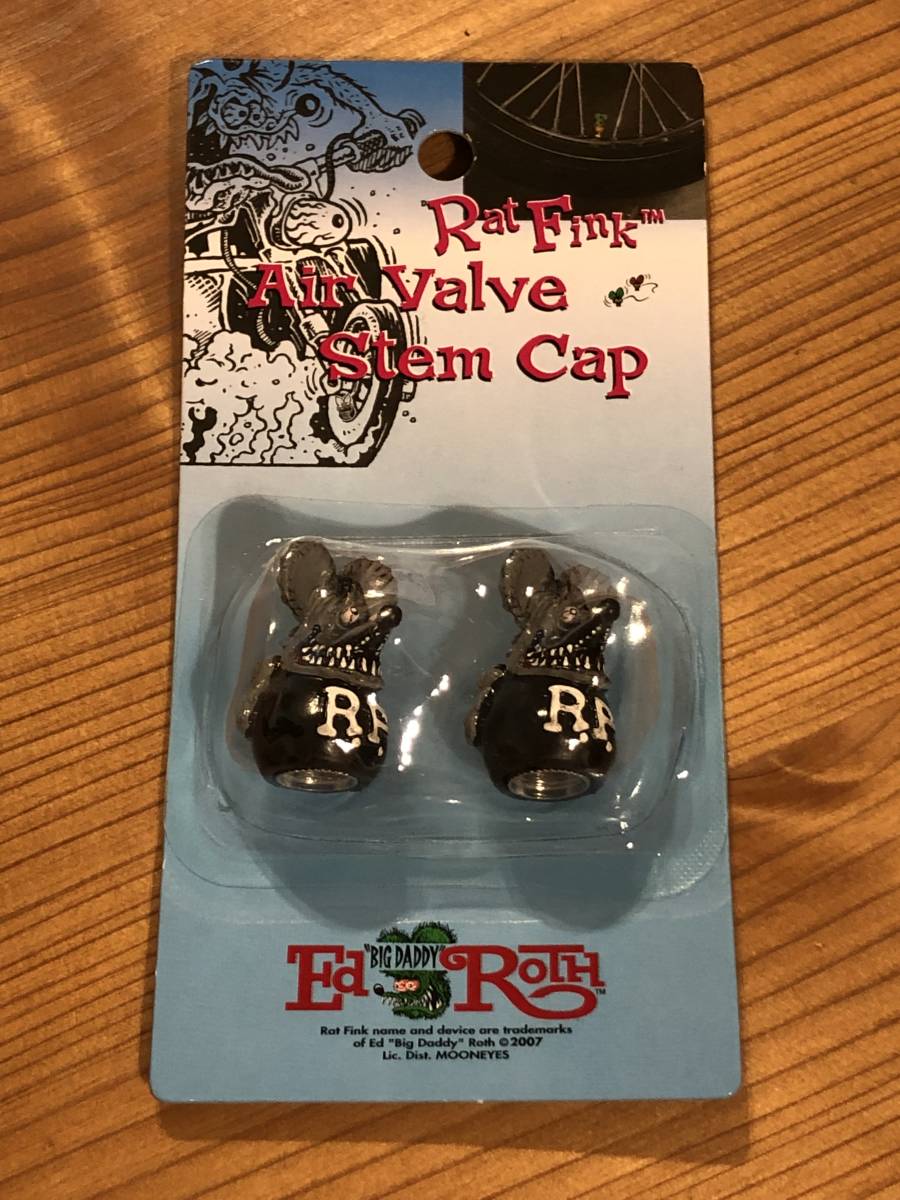 Rat Fink™
Air Valve
Stem Cap
R.F
R.F
Ed "BIG DADDY" ROTH™
Rat Fink name and device are trademarks
of Ed "Big Daddy" Roth ©2007
Lic. Dist. MOONEYES